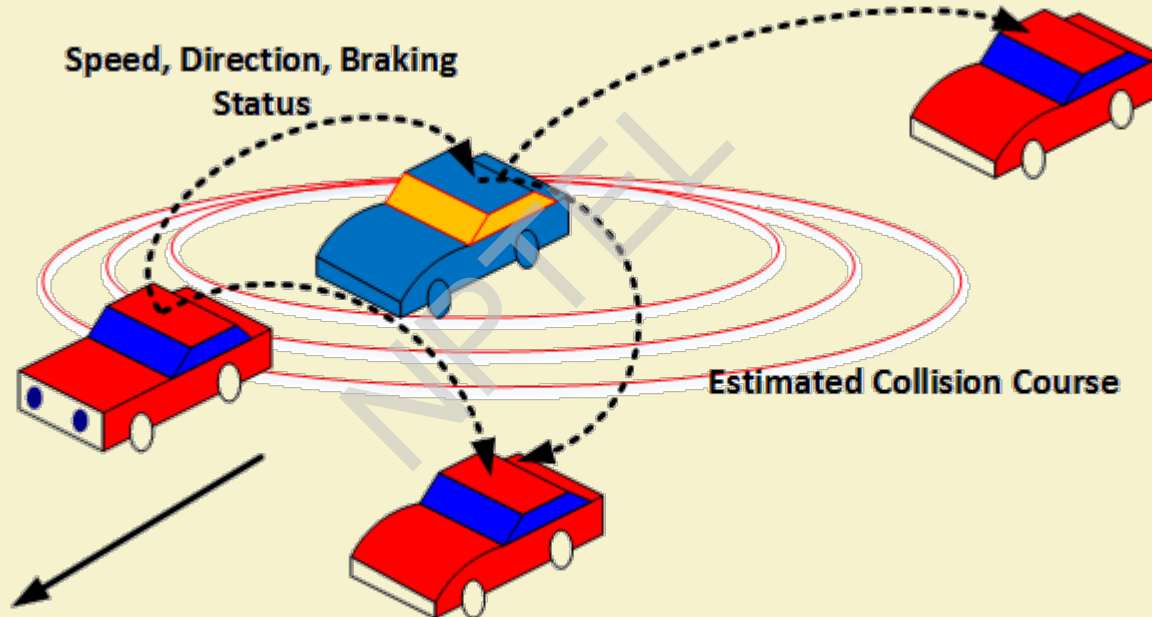 Speed, Direction, Braking
Status
NPTEL
Estimated Collision Course